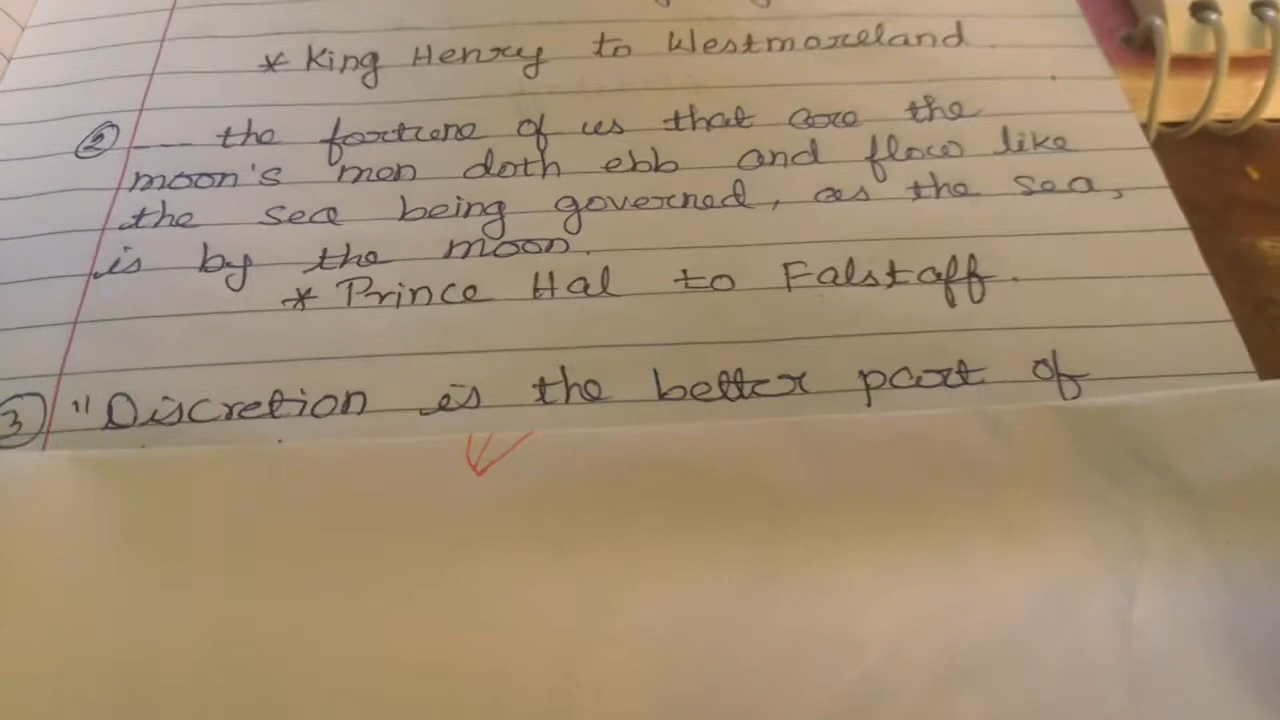 * King Henry to Westmoreland.
② ---- the fortune of us that are the
moon's men doth ebb and flow like
the sea being governed, as the sea,
is by the moon.
* Prince Hal to Falstaff.
③ "Discretion is the better part of